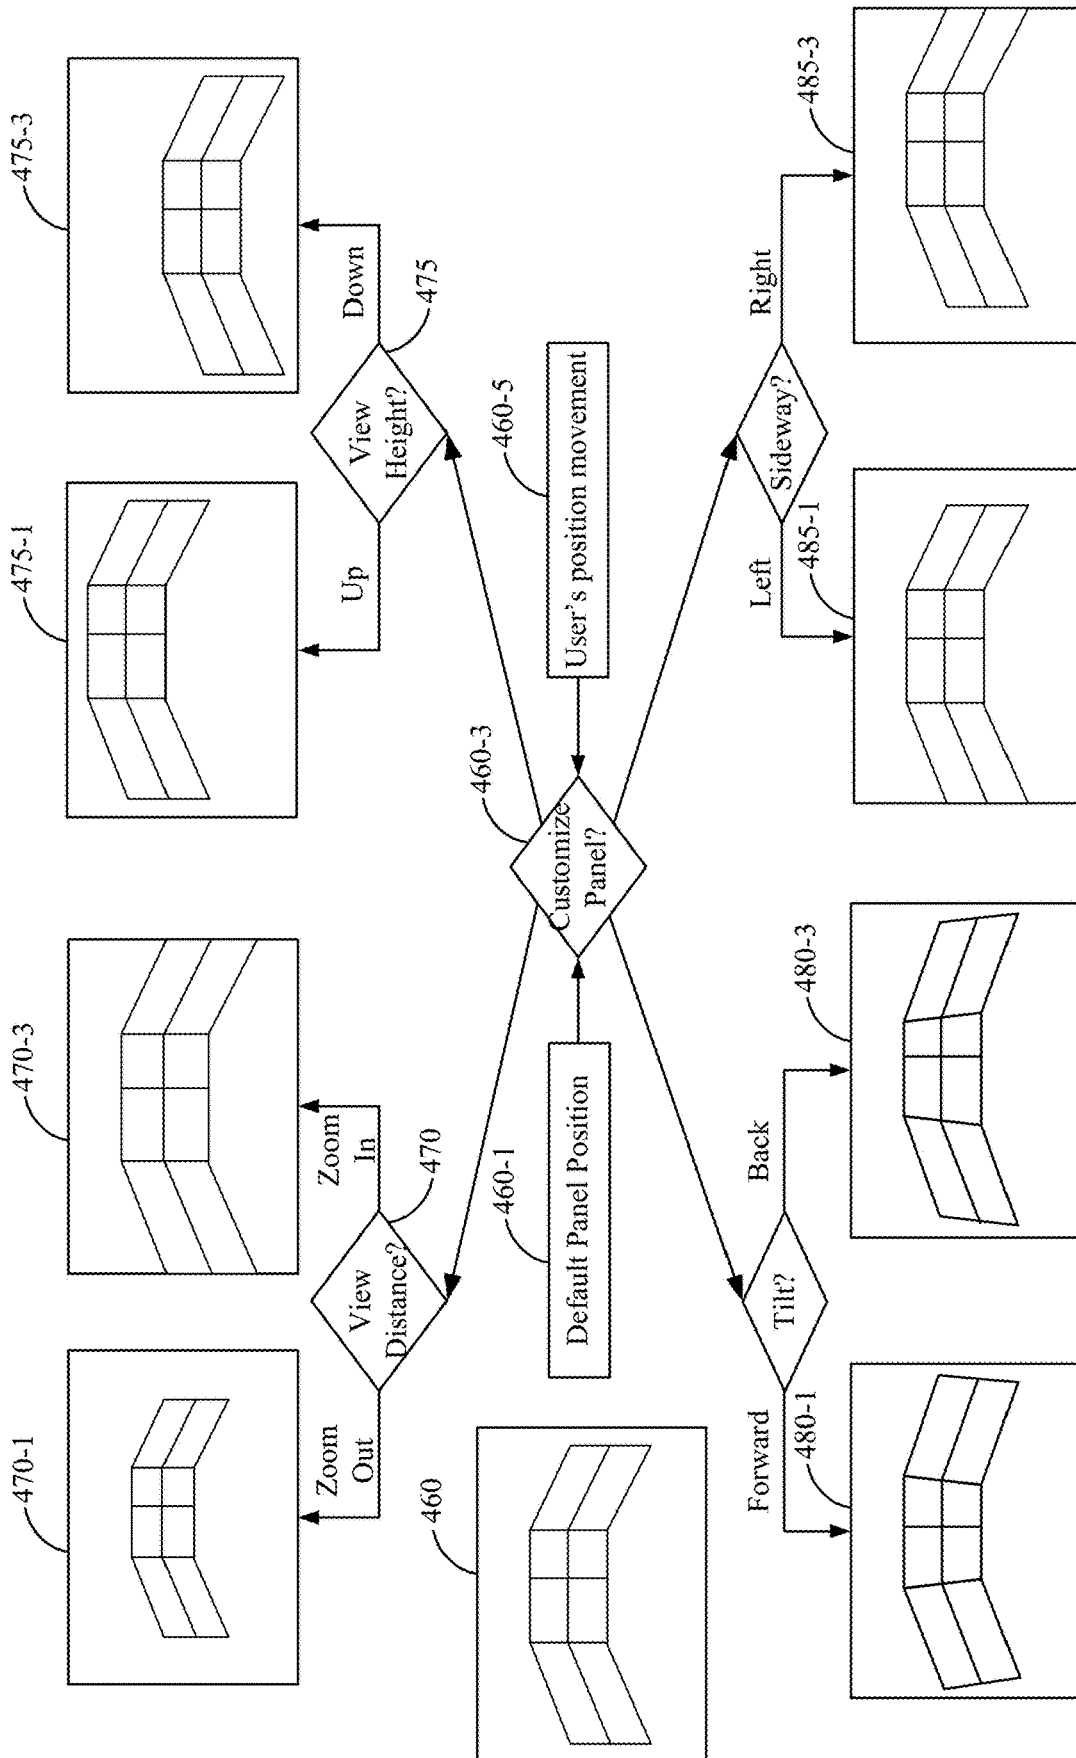 470-1
470-3
475-1
475-3
Zoom
Out
Zoom
In
Up
Down
View
Distance?
470
View
Height?
475
460
460-1
Default Panel Position
460-3
Customize
Panel?
460-5
User's position movement
Forward
Tilt?
Back
Left
Sideway?
Right
480-1
480-3
485-1
485-3